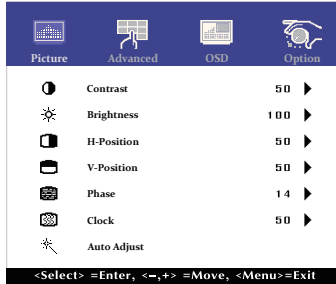 Picture Advanced OSD Option
Contrast 50
Brightness 100
H-Position 50
V-Position 50
Phase 14
Clock 50
Auto Adjust
<Select> =Enter, <–,+> =Move, <Menu>=Exit